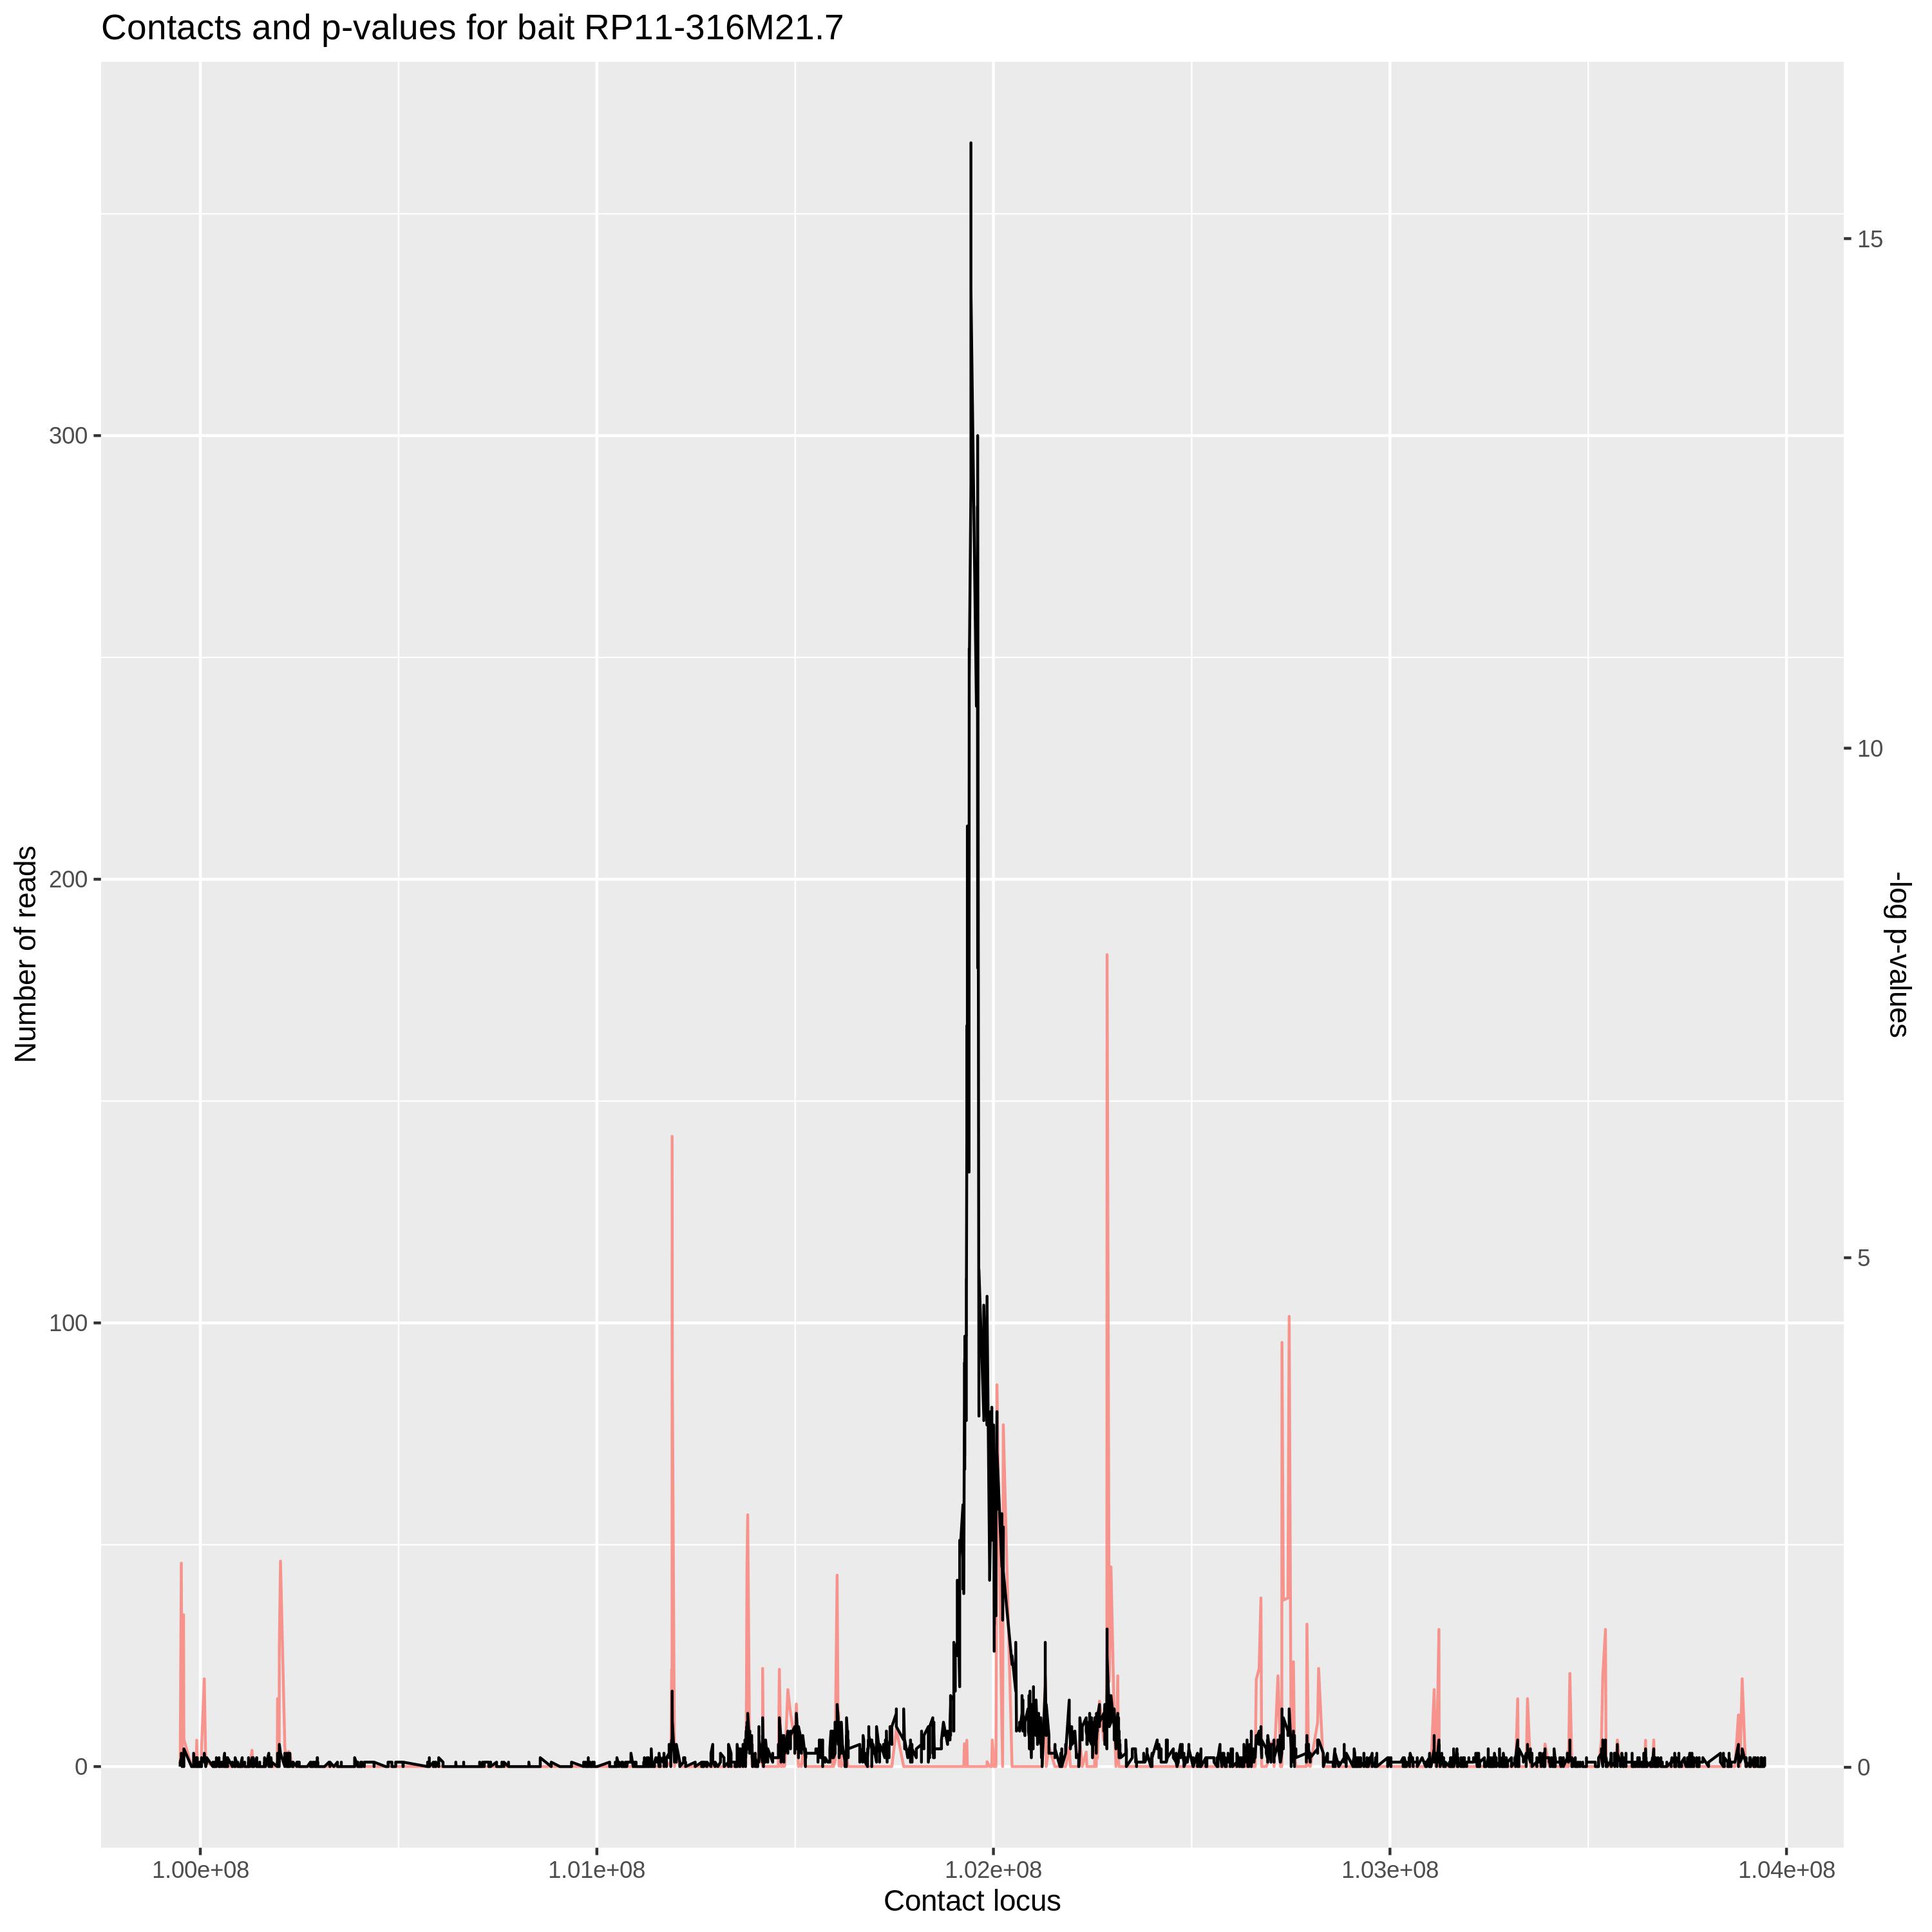 Contacts and p-values for bait RP11-316M21.7
Number of reads
300
200
100
0
15
10
5
0
-log p-values
1.00e+08 1.01e+08 1.02e+08 1.03e+08 1.04e+08
Contact locus